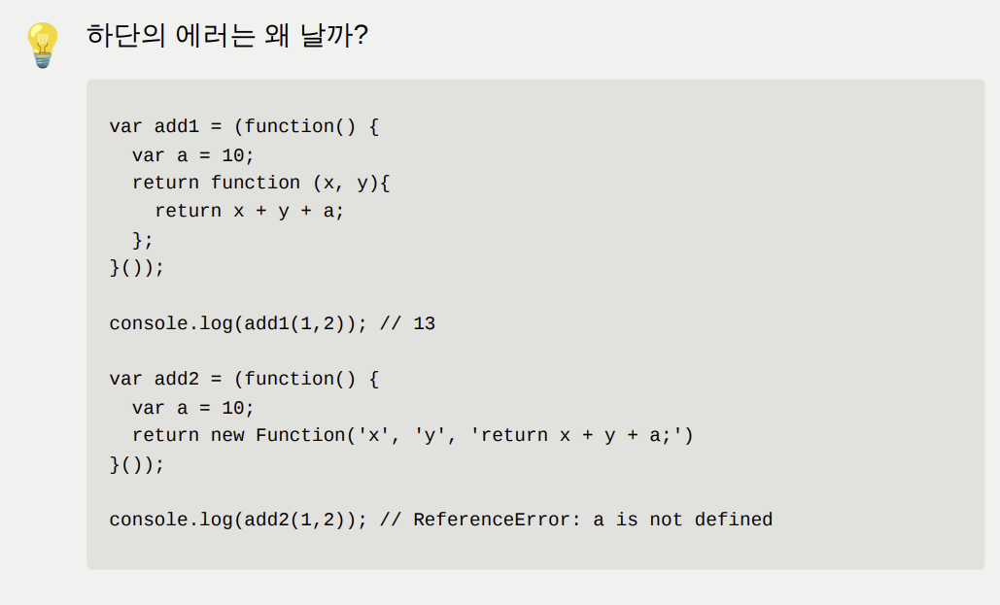 하단의 에러는 왜 날까?
var add1 = (function() {
  var a = 10;
  return function (x, y){
    return x + y + a;
  };
}());
console.log(add1(1,2)); // 13
var add2 = (function() {
  var a = 10;
  return new Function('x', 'y', 'return x + y + a;')
}());
console.log(add2(1,2)); // ReferenceError: a is not defined